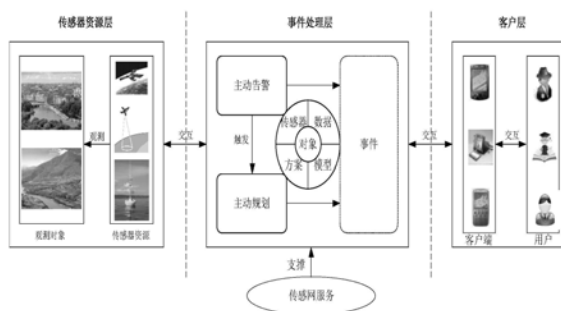 传感器资源层
事件处理层
客户层
观测
观测对象
传感器资源
交互
主动告警
触发
主动规划
传感器
数据
对象
方案
模型
事件
交互
交互
客户端
用户
支撑
传感网服务